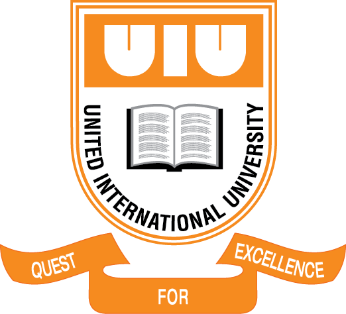 UIU
UNITED INTERNATIONAL UNIVERSITY
QUEST
FOR
EXCELLENCE